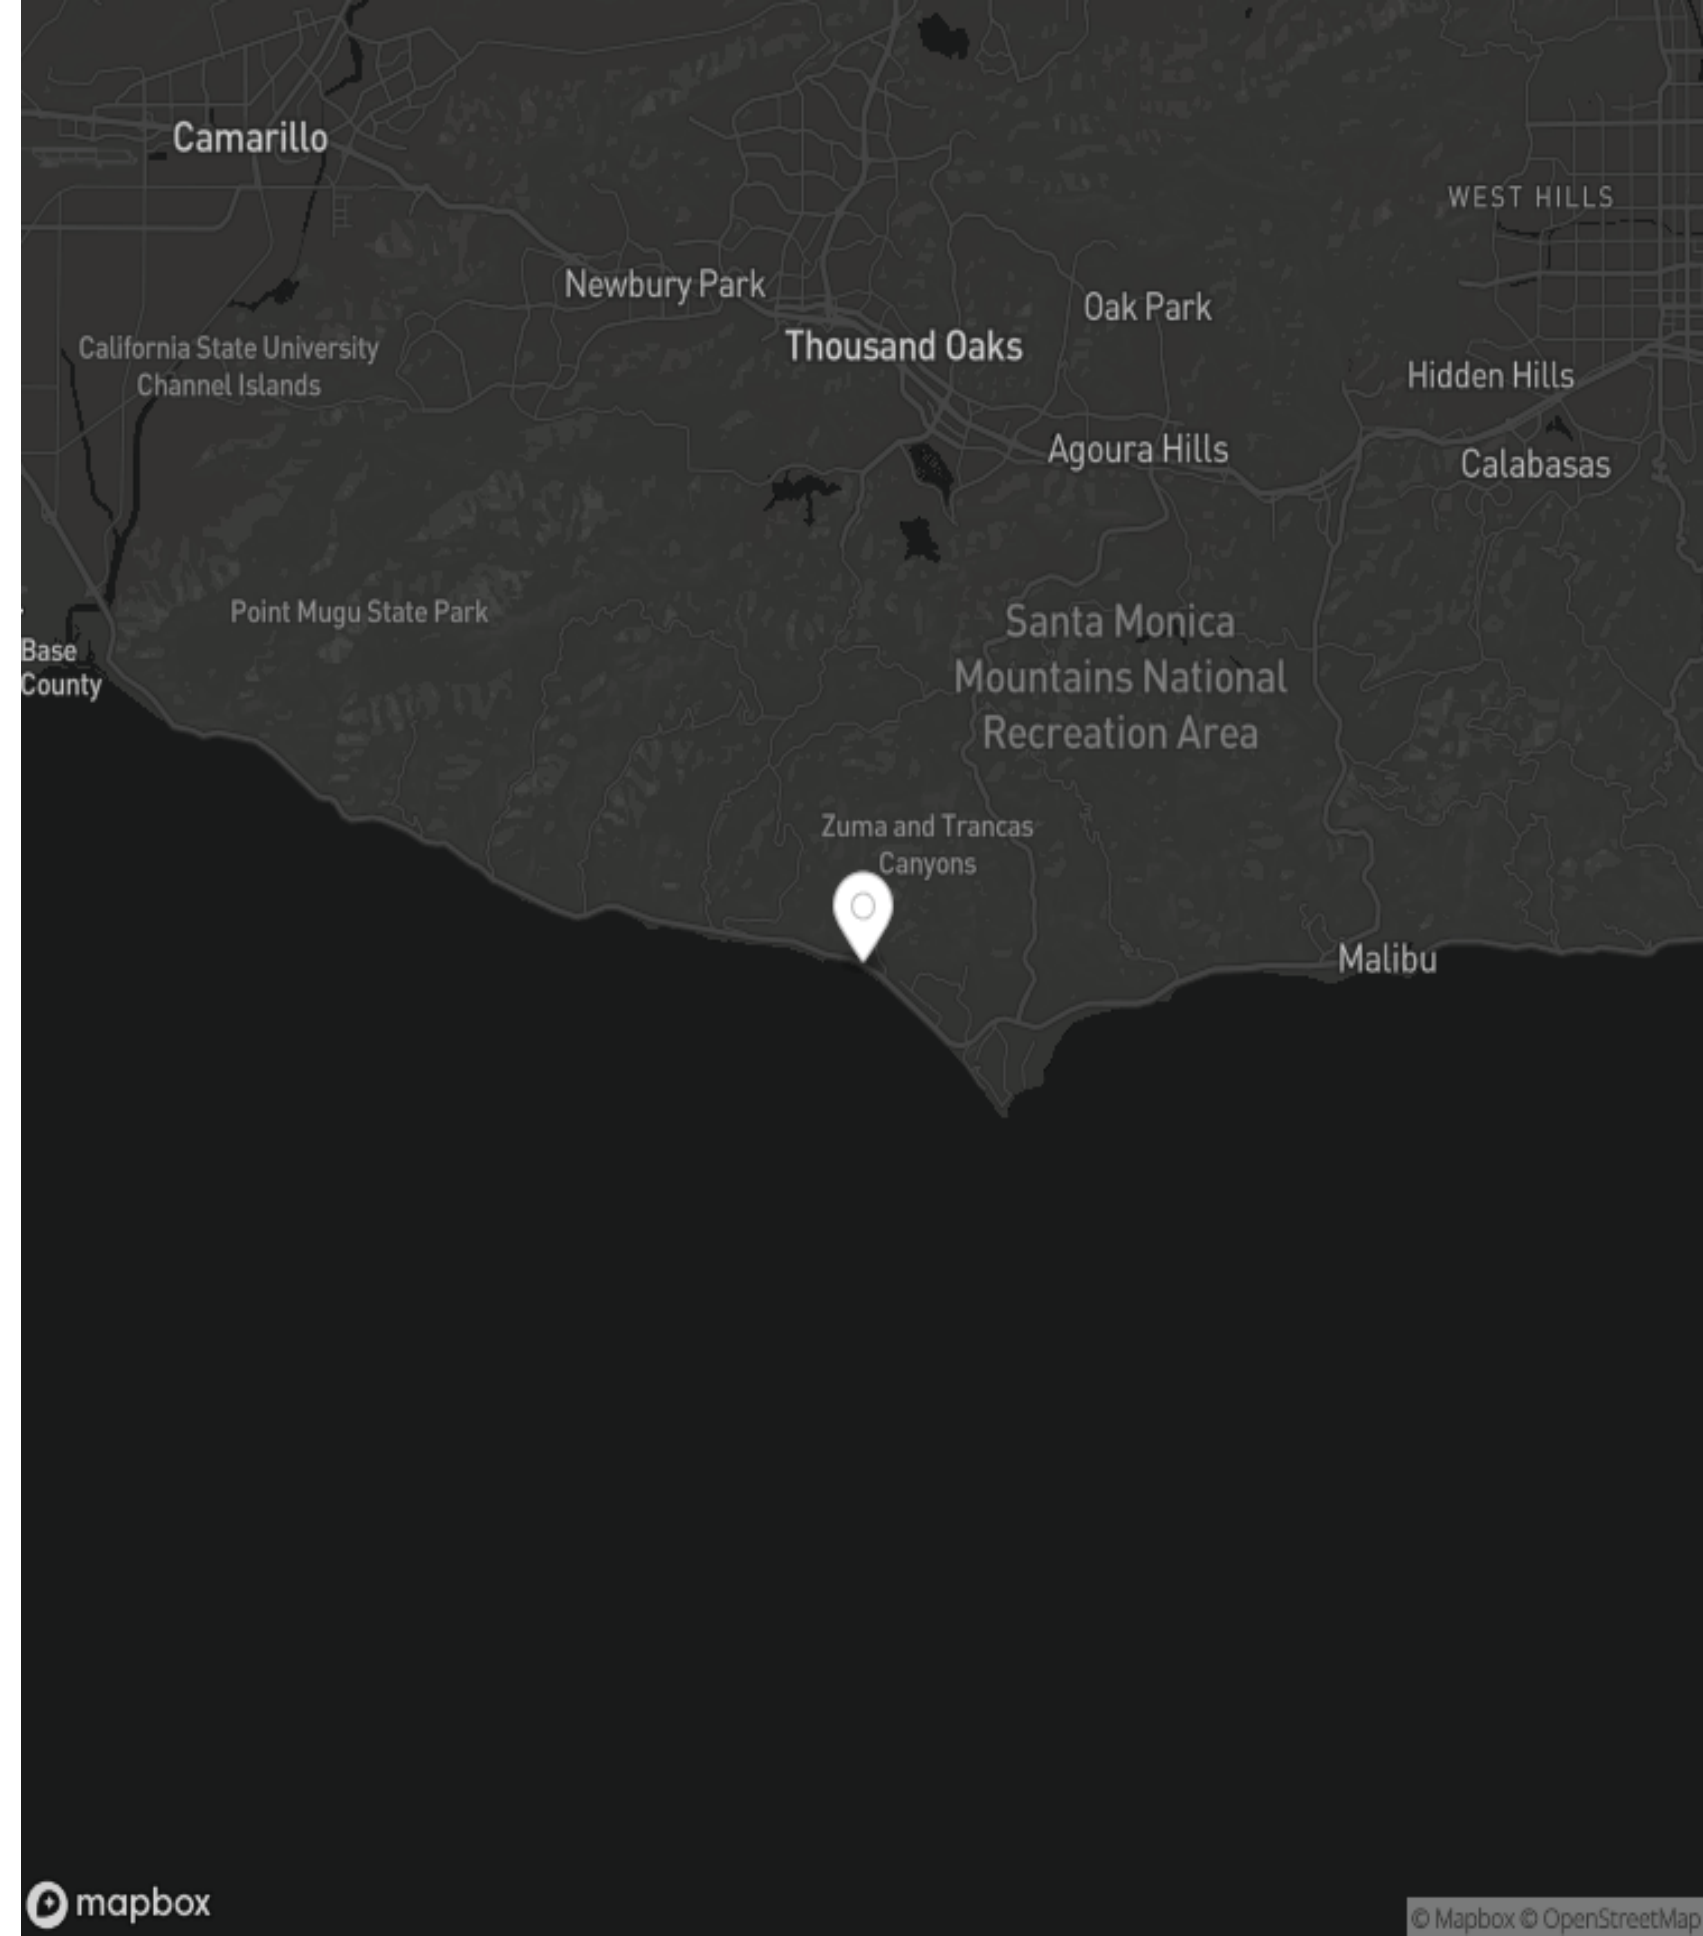 Camarillo
WEST HILLS
Newbury Park
Oak Park
Thousand Oaks
California State University
Channel Islands
Hidden Hills
Agoura Hills
Calabasas
Point Mugu State Park
Santa Monica
Mountains National
Recreation Area
Base
County
Zuma and Trancas
Canyons
Malibu
mapbox
© Mapbox © OpenStreetMap